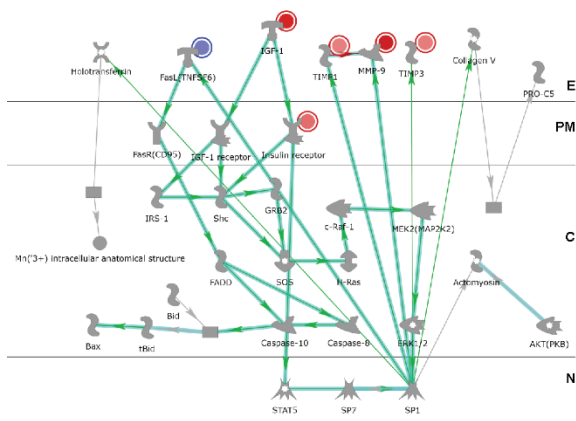 Holotransferrin
FasL(TNFSF6)
IGF-1
TIMP1
MMP-9
TIMP3
Collagen V
PRO-C5
E
PM
FasR(CD95)
IGF-1 receptor
Insulin receptor
IRS-1
Shc
GRB2
c-Raf-1
MEK2(MAP2K2)
C
Mn('3+) intracellular anatomical structure
FADD
SOS
H-Ras
Actomyosin
Bid
Bax
tBid
Caspase-10
Caspase-8
ERK1/2
AKT(PKB)
N
STAT5
SP7
SP1